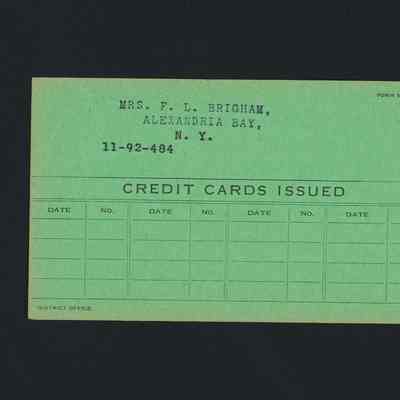 FORM
MRS. F. L. BRIGHAM,
ALEXANDRIA BAY,
N. Y.
11-92-484
CREDIT CARDS ISSUED
DATE NO. DATE NO. DATE NO. DATE
DISTRICT OFFICE